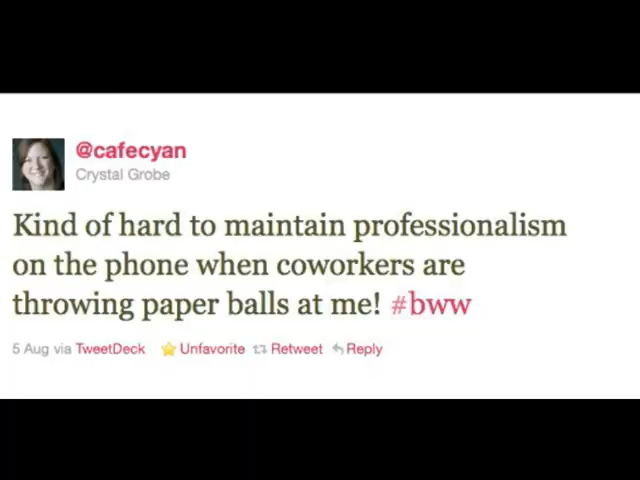 @cafecyan
Crystal Grobe
Kind of hard to maintain professionalism
on the phone when coworkers are
throwing paper balls at me! #bww
5 Aug via TweetDeck Unfavorite Retweet Reply